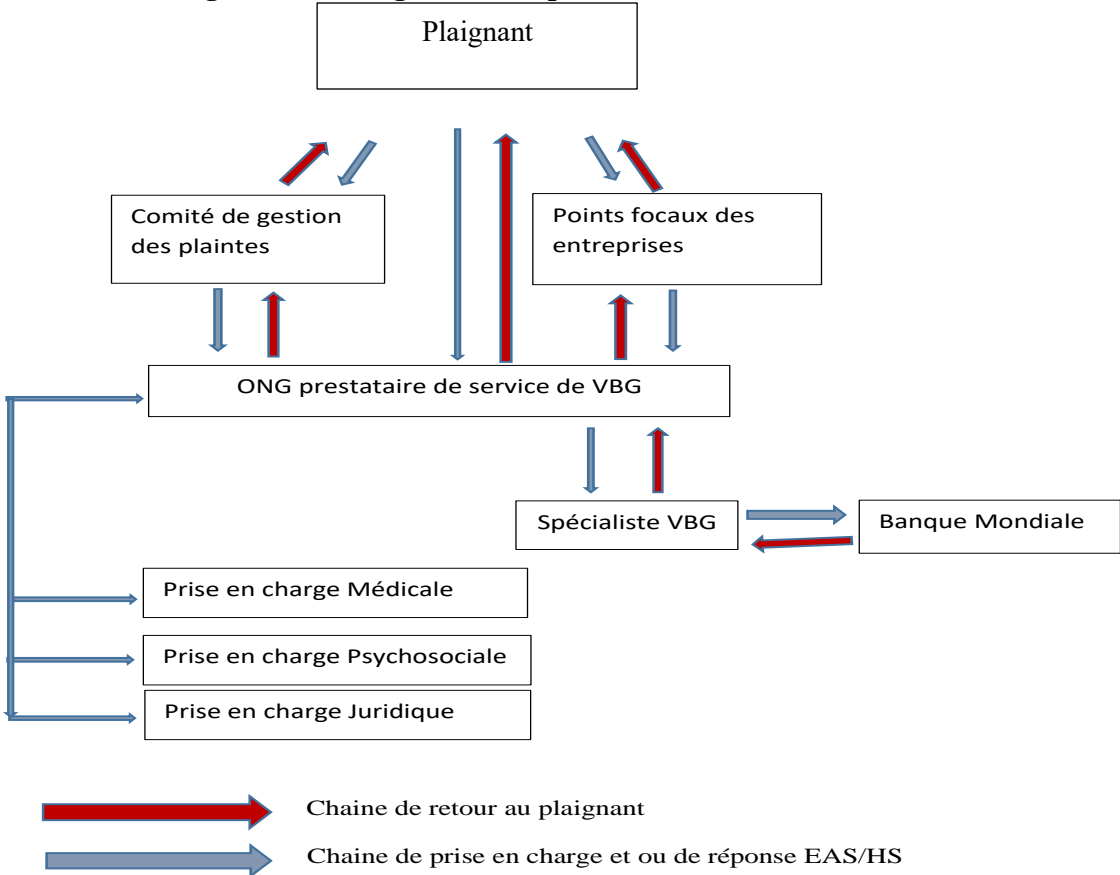 Plaignant
Comité de gestion
des plaintes
Points focaux des
entreprises
ONG prestataire de service de VBG
Spécialiste VBG
Banque Mondiale
Prise en charge Médicale
Prise en charge Psychosociale
Prise en charge Juridique
Chaine de retour au plaignant
Chaine de prise en charge et ou de réponse EAS/HS